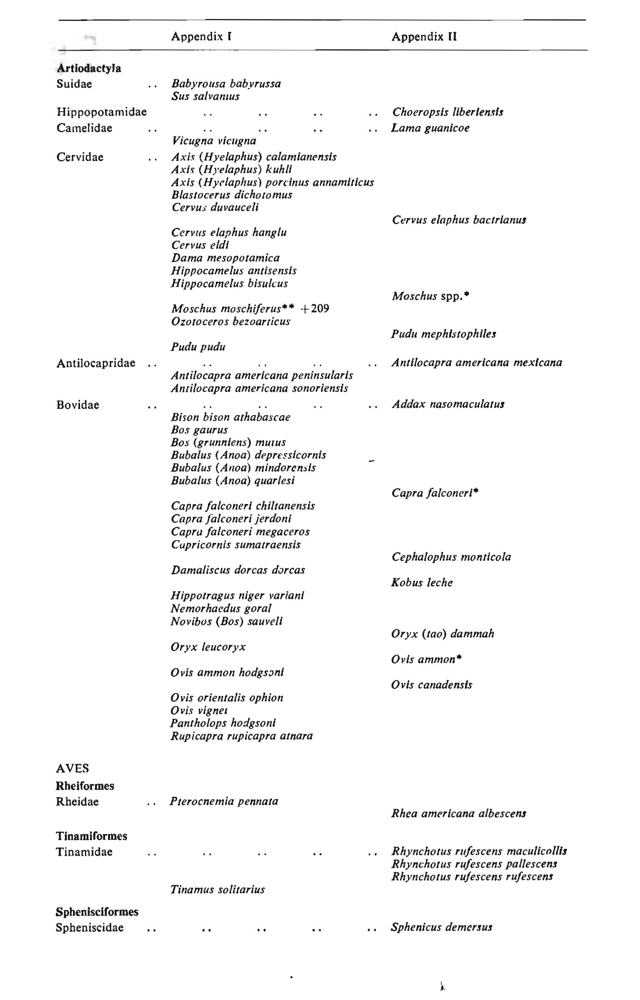 Appendix I Appendix II
Artiodactyla
Suidae .. Babyrousa babyrussa
Sus salvanius
Hippopotamidae .. .. .. .. Choeropsis liberiensis
Camelidae .. .. .. .. .. Lama guanicoe
Vicugna vicugna
Cervidae .. Axis (Hyelaphus) calamianensis
Axis (Hyelaphus) kuhli
Axis (Hyelaphus) porcinus annamiticus
Blastocerus dichotomus
Cervus duvauceli
Cervus elaphus bactrianus
Cervus elaphus hanglu
Cervus eldi
Dama mesopotamica
Hippocamelus antisensis
Hippocamelus bisulcus
Moschus spp.*
Moschus moschiferus** +209
Ozotoceros bezoarticus
Pudu mephistophiles
Pudu pudu
Antilocapridae .. .. .. .. .. Antilocapra americana mexicana
Antilocapra americana peninsularis
Antilocapra americana sonoriensis
Bovidae .. .. .. .. .. Addax nasomaculatus
Bison bison athabascae
Bos gaurus
Bos (grunniens) mutus
Bubalus (Anoa) depressicornis
Bubalus (Anoa) mindorensis
Bubalus (Anoa) quarlesi
Capra falconeri*
Capra falconeri chiltanensis
Capra falconeri jerdoni
Capra falconeri megaceros
Capricornis sumatraensis
Cephalophus monticola
Damaliscus dorcas dorcas
Kobus leche
Hippotragus niger variani
Nemorhaedus goral
Novibos (Bos) sauveli
Oryx (tao) dammah
Oryx leucoryx
Ovis ammon*
Ovis ammon hodgsoni
Ovis canadensis
Ovis orientalis ophion
Ovis vignei
Pantholops hodgsoni
Rupicapra rupicapra atnara
AVES
Rheiformes
Rheidae .. Pterocnemia pennata
Rhea americana albescens
Tinamiformes
Tinamidae .. .. .. .. .. Rhynchotus rufescens maculicollis
Rhynchotus rufescens pallescens
Rhynchotus rufescens rufescens
Tinamus solitarius
Sphenisciformes
Spheniscidae .. .. .. .. .. Sphenicus demersus